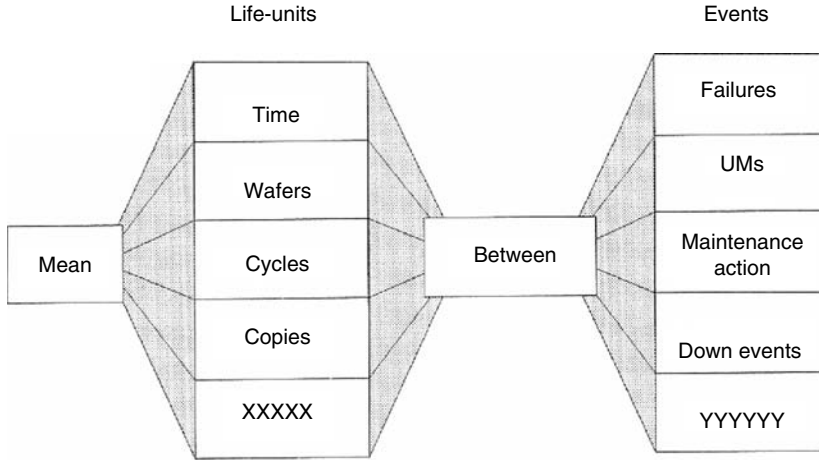 Life-units
Events
Time
Wafers
Cycles
Copies
XXXXX
Mean
Between
Failures
UMs
Maintenance
action
Down events
YYYYYY